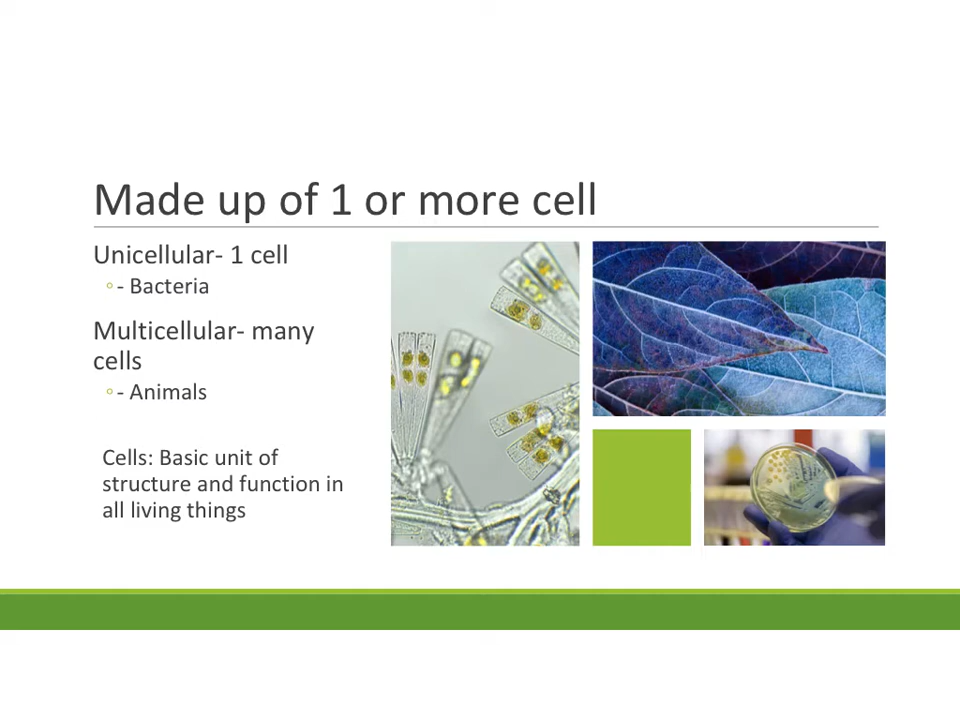 Made up of 1 or more cell
Unicellular- 1 cell
◦- Bacteria
Multicellular- many
cells
◦- Animals
Cells: Basic unit of
structure and function in
all living things